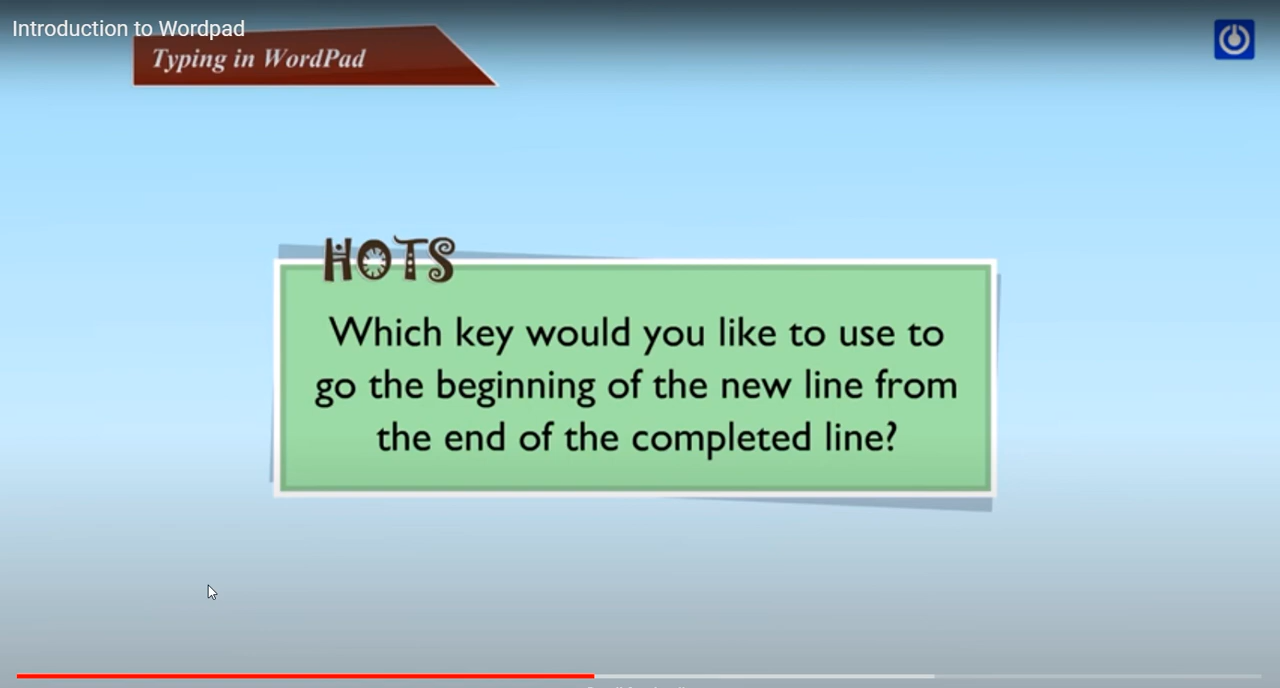 Introduction to Wordpad
Typing in WordPad
HOTS
Which key would you like to use to
go the beginning of the new line from
the end of the completed line?